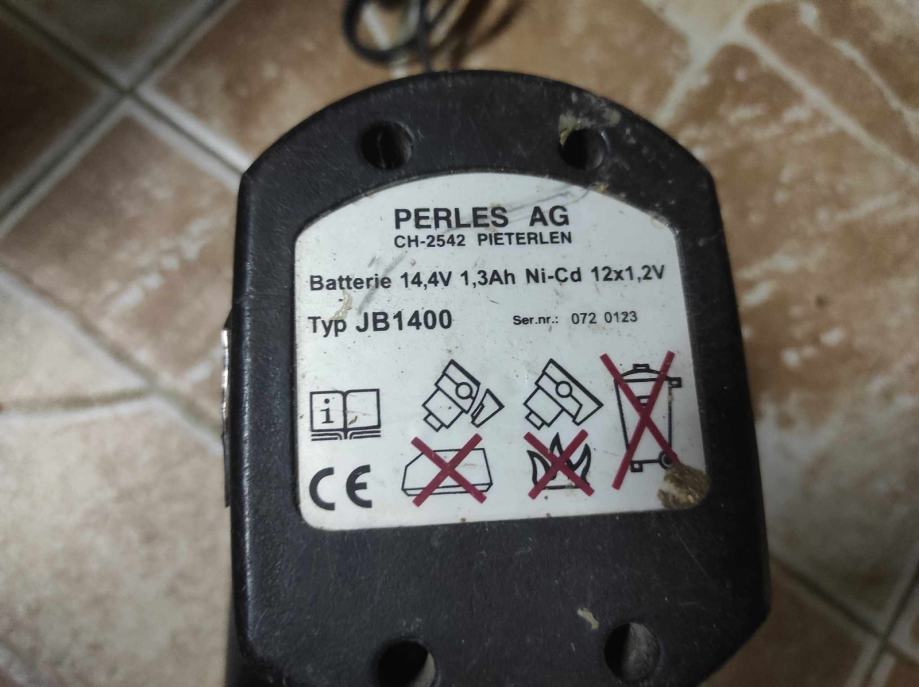 PERLES AG
CH-2542 PIETERLEN
Batterie 14,4V 1,3Ah Ni-Cd 12x1,2V
Typ JB1400 Ser.nr.: 072 0123
i
CE